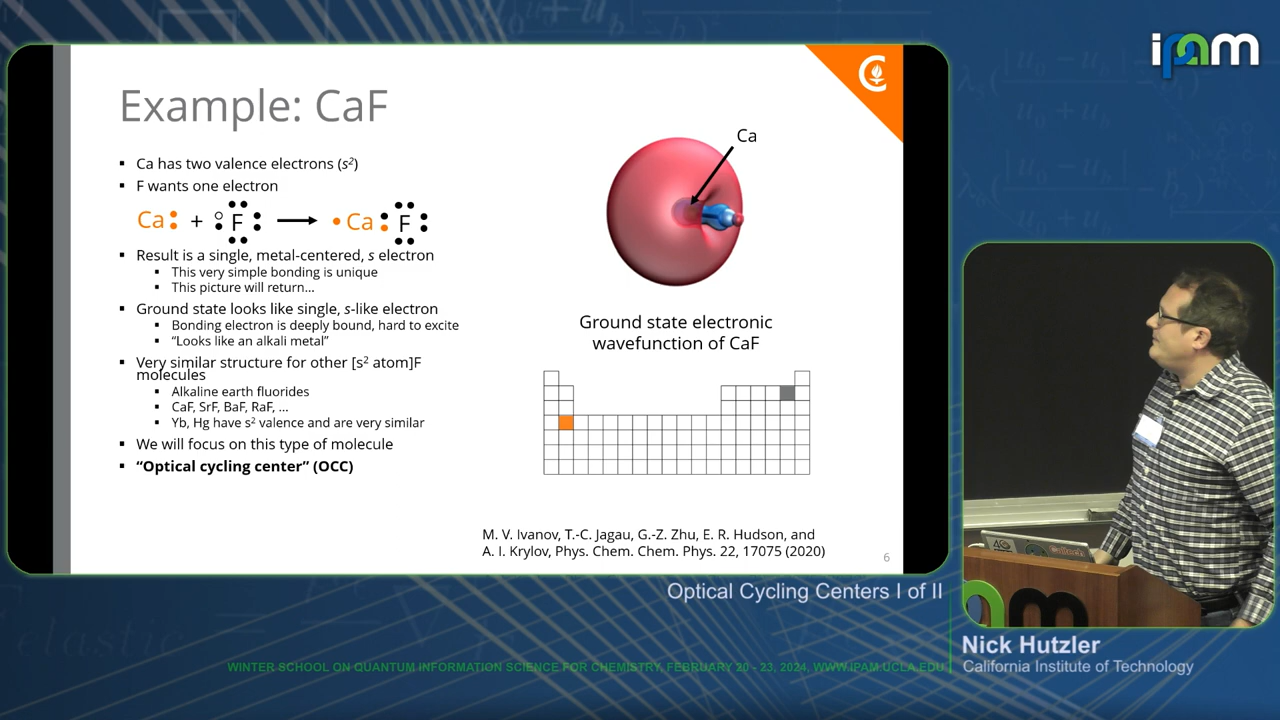 ipam
Example: CaF
▪ Ca has two valence electrons (s²)
▪ F wants one electron
Ca + F → Ca F
▪ Result is a single, metal-centered, s electron
▪ This very simple bonding is unique
▪ This picture will return...
▪ Ground state looks like single, s-like electron
▪ Bonding electron is deeply bound, hard to excite
▪ "Looks like an alkali metal"
▪ Very similar structure for other [s² atom]F
molecules
▪ Alkaline earth fluorides
▪ CaF, SrF, BaF, RaF, ...
▪ Yb, Hg have s² valence and are very similar
▪ We will focus on this type of molecule
▪ "Optical cycling center" (OCC)
Ca
Ground state electronic
wavefunction of CaF
M. V. Ivanov, T.-C. Jagau, G.-Z. Zhu, E. R. Hudson, and
A. I. Krylov, Phys. Chem. Chem. Phys. 22, 17075 (2020)
6
Optical Cycling Centers I of II
Nick Hutzler
California Institute of Technology
WINTER SCHOOL ON QUANTUM INFORMATION SCIENCE FOR CHEMISTRY, FEBRUARY 20 - 23, 2024, WWW.IPAM.UCLA.EDU
elastic